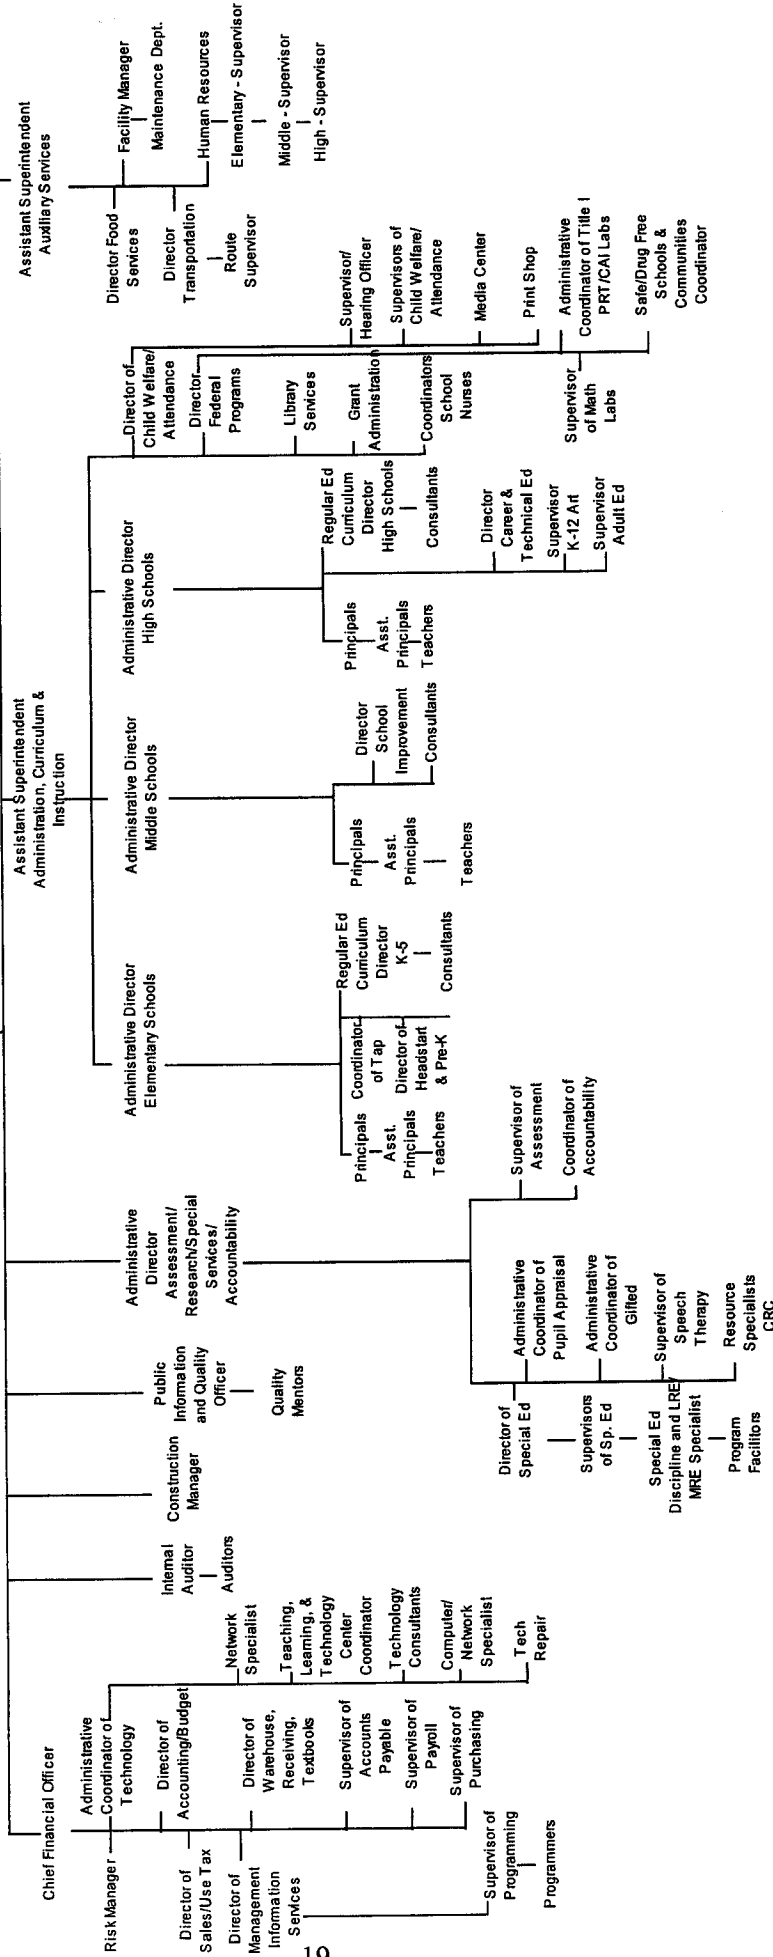 Chief Financial Officer
Risk Manager
Administrative
Coordinator of
Technology
Director of
Accounting/Budget
Director of
Sales/Use Tax
Director of
Management
Information
Services
Director of
Warehouse,
Receiving,
Textbooks
Supervisor of
Accounts
Payable
Supervisor of
Payroll
Supervisor of
Purchasing
Supervisor of
Programming
Programmers
Network
Specialist
Teaching,
Learning, &
Technology
Center
Coordinator
Technology
Consultants
Computer/
Network
Specialist
Tech
Repair
Internal
Auditor
Auditors
Construction
Manager
Public
Information
and Quality
Officer
Quality
Mentors
Administrative
Director
Assessment/
Research/Special
Services/
Accountability
Director of
Special Ed
Supervisors
of Sp. Ed
Special Ed
Discipline and LRE/
MRE Specialist
Program
Facilitors
Administrative
Coordinator of
Pupil Appraisal
Administrative
Coordinator of
Gifted
Supervisor of
Speech
Therapy
Resource
Specialists
CRC
Supervisor of
Assessment
Coordinator of
Accountability
Assistant Superintendent
Administration, Curriculum &
Instruction
Administrative Director
Elementary Schools
Principals
Asst.
Principals
Teachers
Coordinator
of Tap
Director of
Headstart
& Pre-K
Regular Ed
Curriculum
Director
K-5
Consultants
Administrative Director
Middle Schools
Principals
Asst.
Principals
Teachers
Director
School
Improvement
Consultants
Administrative Director
High Schools
Principals
Asst.
Principals
Teachers
Regular Ed
Curriculum
Director
High Schools
Consultants
Director
Career &
Technical Ed
Supervisor
K-12 Art
Supervisor
Adult Ed
Director of
Child Welfare/
Attendance
Director
Federal
Programs
Library
Services
Grant
Administration
Coordinators
School
Nurses
Supervisor/
Hearing Officer
Supervisors of
Child Welfare/
Attendance
Media Center
Print Shop
Supervisor
of Math
Labs
Administrative
Coordinator of Title I
PRT/CAI Labs
Safe/Drug Free
Schools &
Communities
Coordinator
Assistant Superintendent
Auxiliary Services
Director Food
Services
Director
Transportation
Route
Supervisor
Facility Manager
Maintenance Dept.
Human Resources
Elementary - Supervisor
Middle - Supervisor
High - Supervisor
19